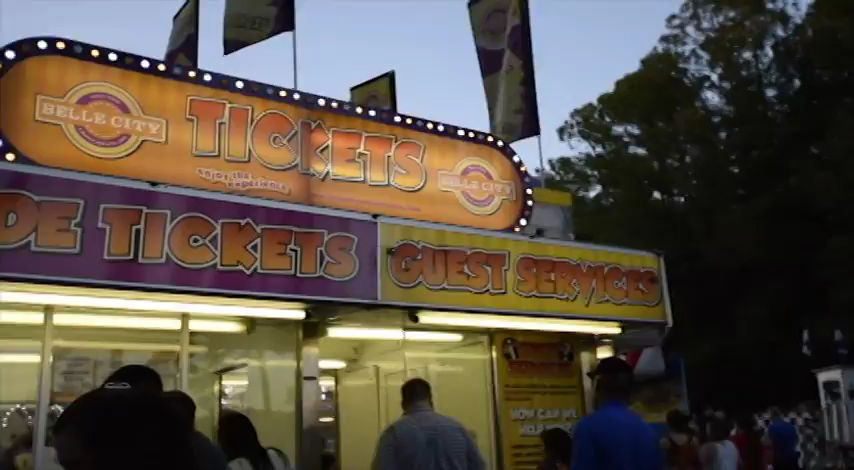 BELLE CITY
TICKETS
ENJOY THE
EXPERIENCE
BELLE CITY
DE TICKETS
GUEST SERVICES
HOW CAN WE